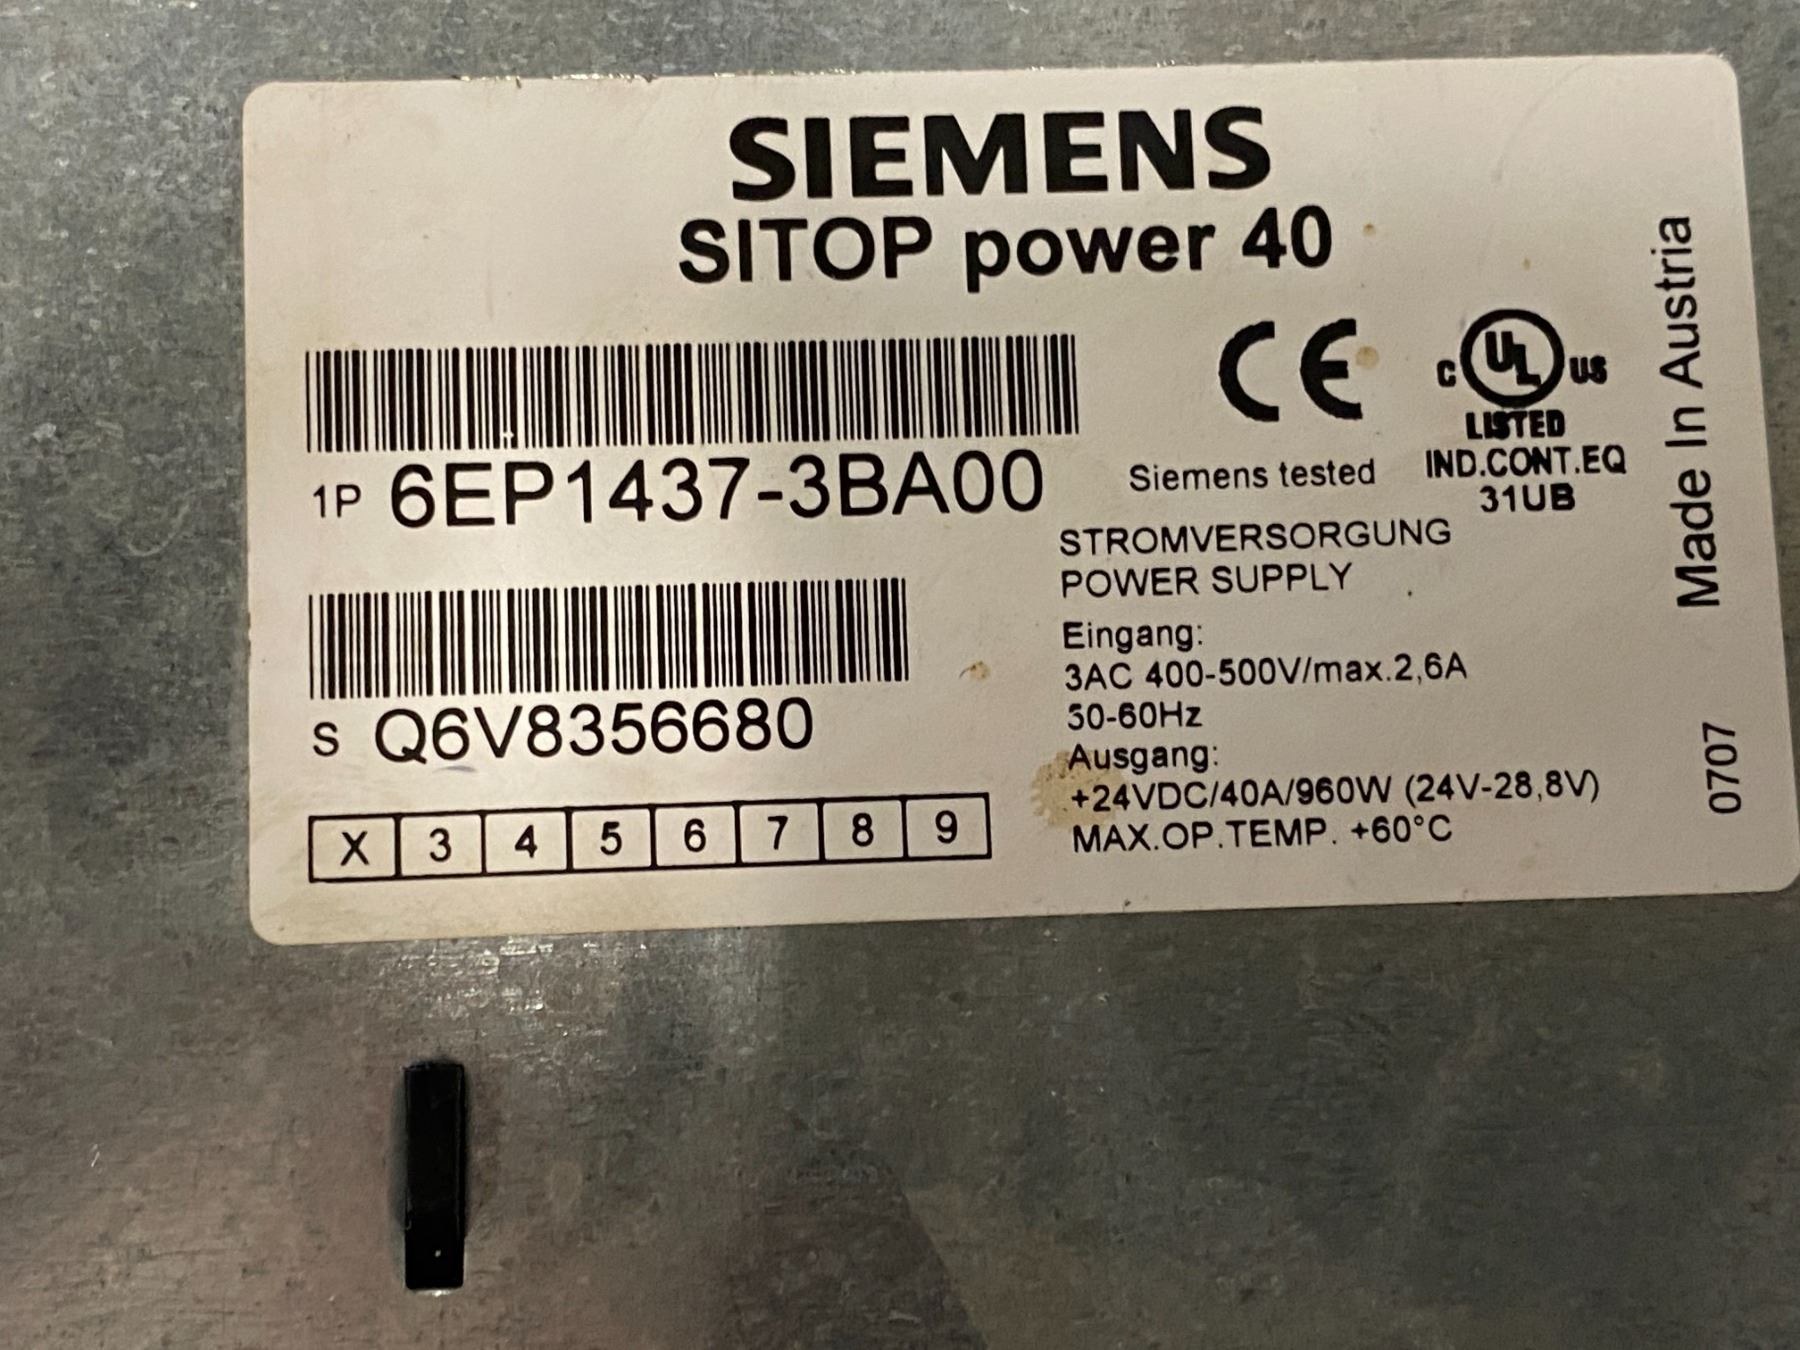 SIEMENS
SITOP power 40
1P 6EP1437-3BA00
S Q6V8356680
X 3 4 5 6 7 8 9
CE
C UL US
LISTED
IND.CONT.EQ
31UB
Siemens tested
STROMVERSORGUNG
POWER SUPPLY
Eingang:
3AC 400-500V/max.2,6A
50-60Hz
Ausgang:
+24VDC/40A/960W (24V-28,8V)
MAX.OP.TEMP. +60°C
Made In Austria
0707